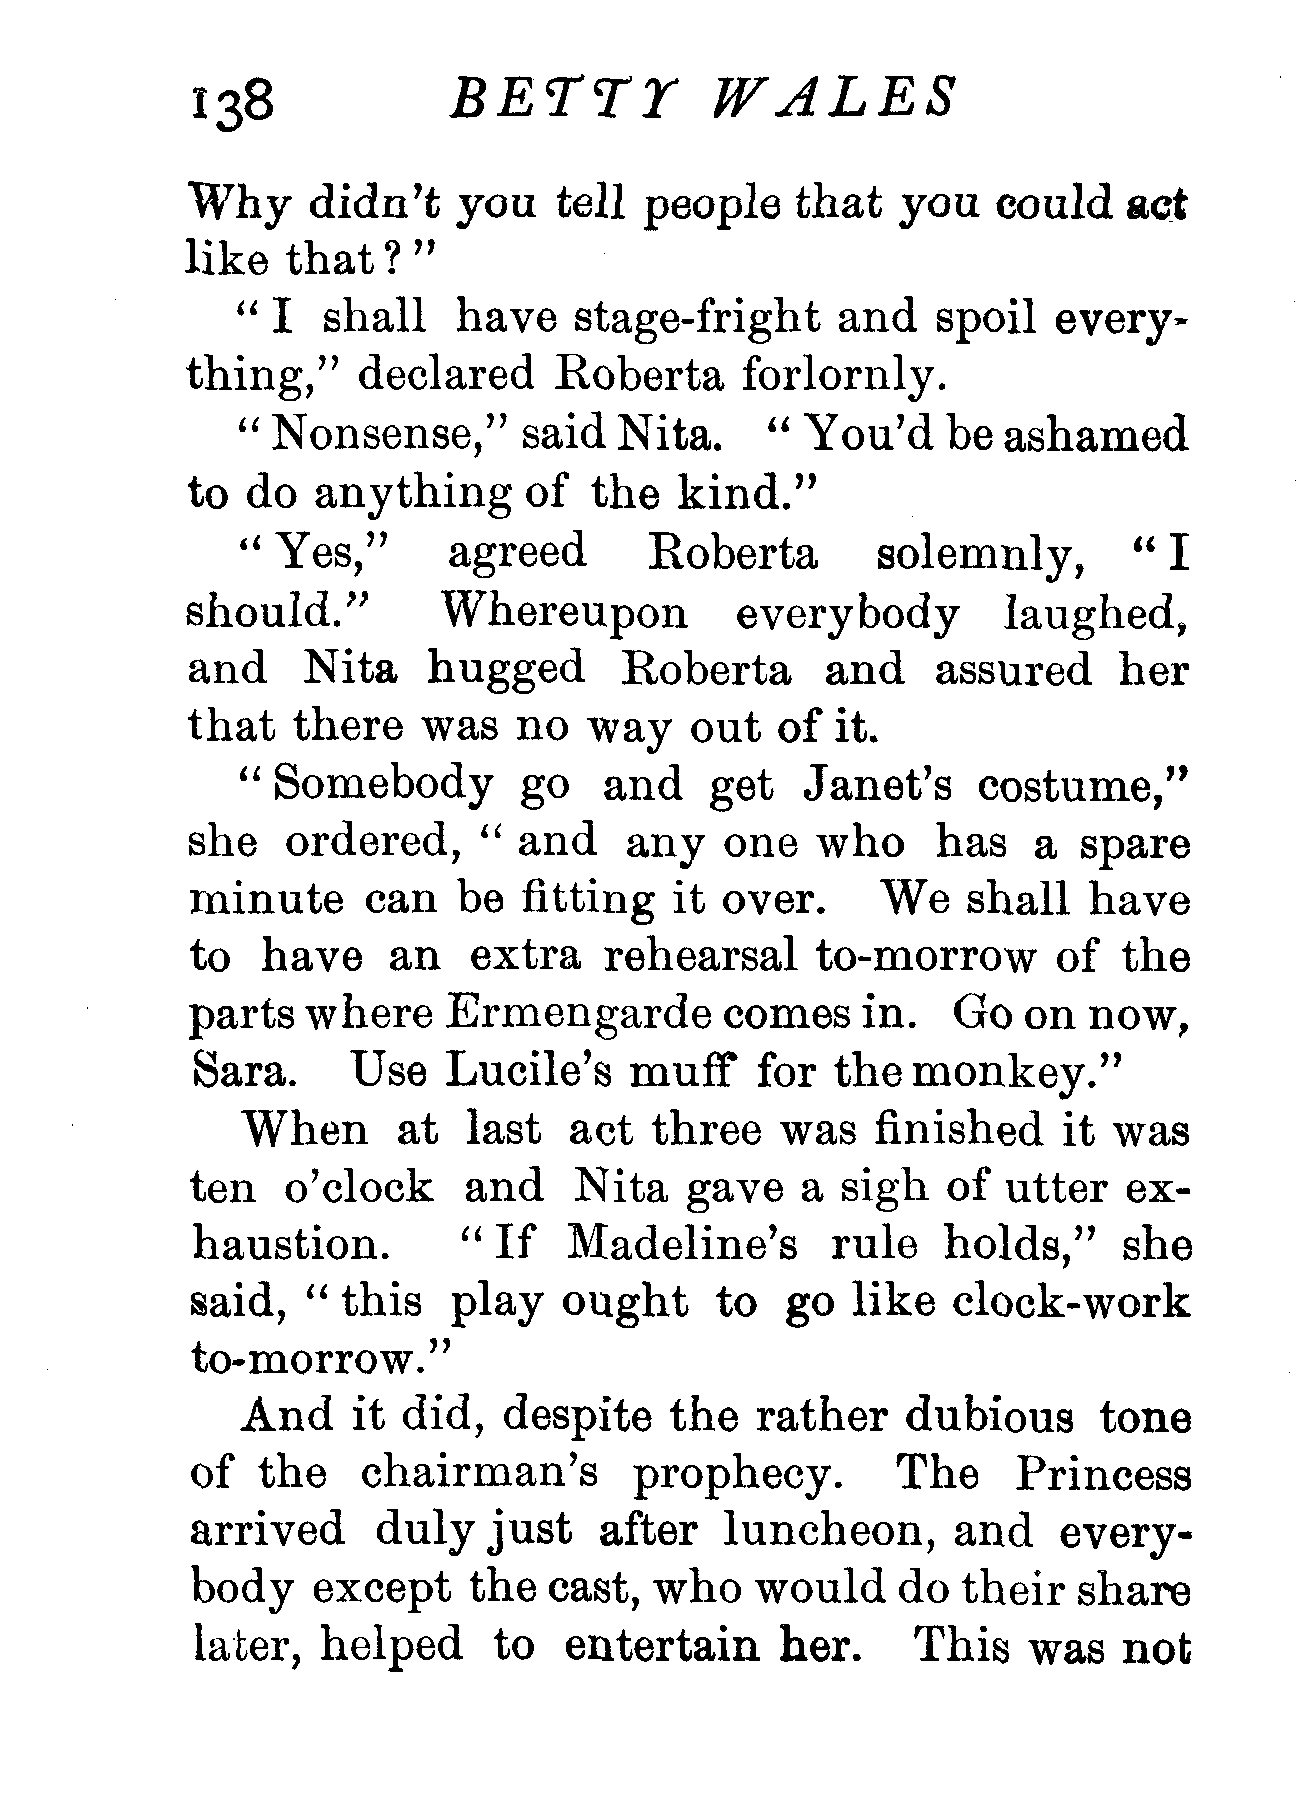 138 BETTY WALES
Why didn't you tell people that you could act
like that?"
"I shall have stage-fright and spoil every-
thing," declared Roberta forlornly.
"Nonsense," said Nita. "You'd be ashamed
to do anything of the kind."
"Yes," agreed Roberta solemnly, "I
should." Whereupon everybody laughed,
and Nita hugged Roberta and assured her
that there was no way out of it.
"Somebody go and get Janet's costume,"
she ordered, "and any one who has a spare
minute can be fitting it over. We shall have
to have an extra rehearsal to-morrow of the
parts where Ermengarde comes in. Go on now,
Sara. Use Lucile's muff for the monkey."
When at last act three was finished it was
ten o'clock and Nita gave a sigh of utter ex-
haustion. "If Madeline's rule holds," she
said, "this play ought to go like clock-work
to-morrow."
And it did, despite the rather dubious tone
of the chairman's prophecy. The Princess
arrived duly just after luncheon, and every-
body except the cast, who would do their share
later, helped to entertain her. This was not